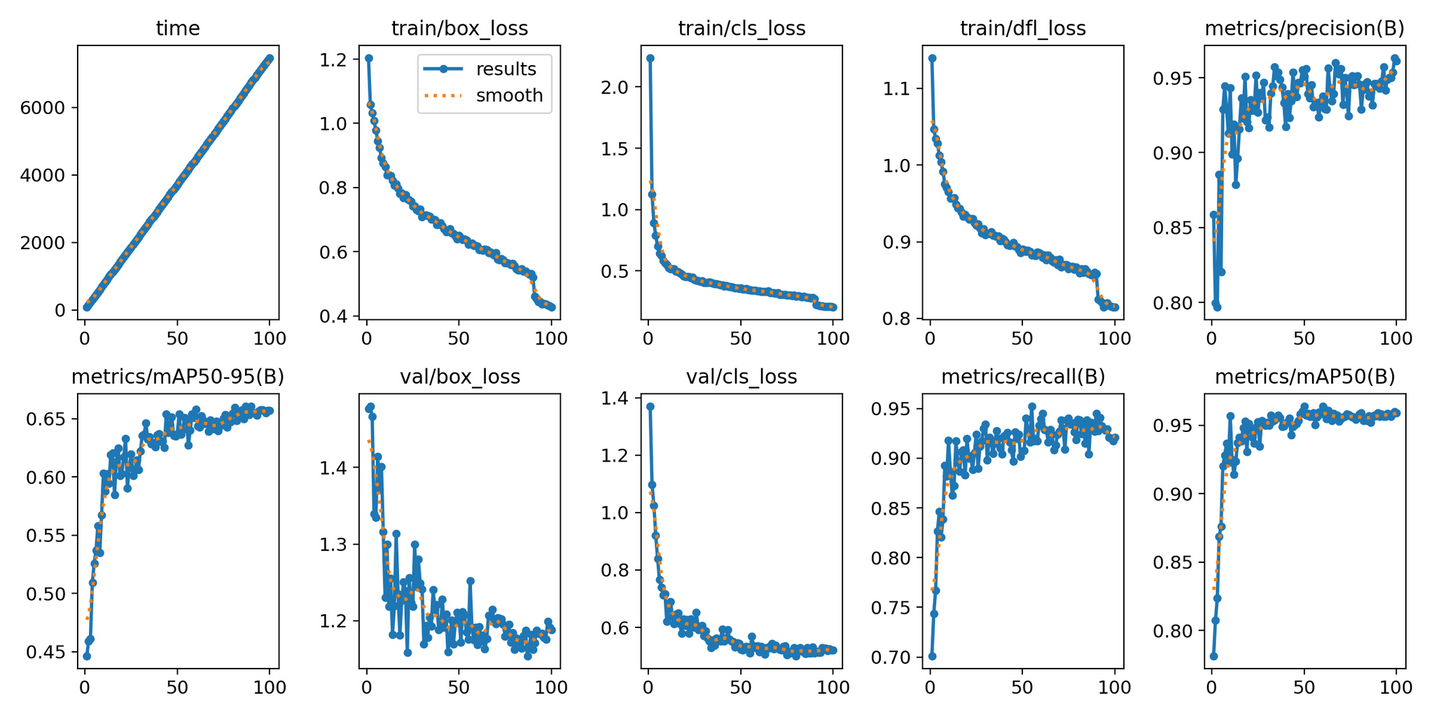 time
6000
4000
2000
0
0 50 100
train/box_loss
results
smooth
1.2
1.0
0.8
0.6
0.4
0 50 100
train/cls_loss
2.0
1.5
1.0
0.5
0 50 100
train/dfl_loss
1.1
1.0
0.9
0.8
0 50 100
metrics/precision(B)
0.95
0.90
0.85
0.80
0 50 100
metrics/mAP50-95(B)
0.65
0.60
0.55
0.50
0.45
0 50 100
val/box_loss
1.4
1.3
1.2
0 50 100
val/cls_loss
1.4
1.2
1.0
0.8
0.6
0 50 100
metrics/recall(B)
0.95
0.90
0.85
0.80
0.75
0.70
0 50 100
metrics/mAP50(B)
0.95
0.90
0.85
0.80
0 50 100